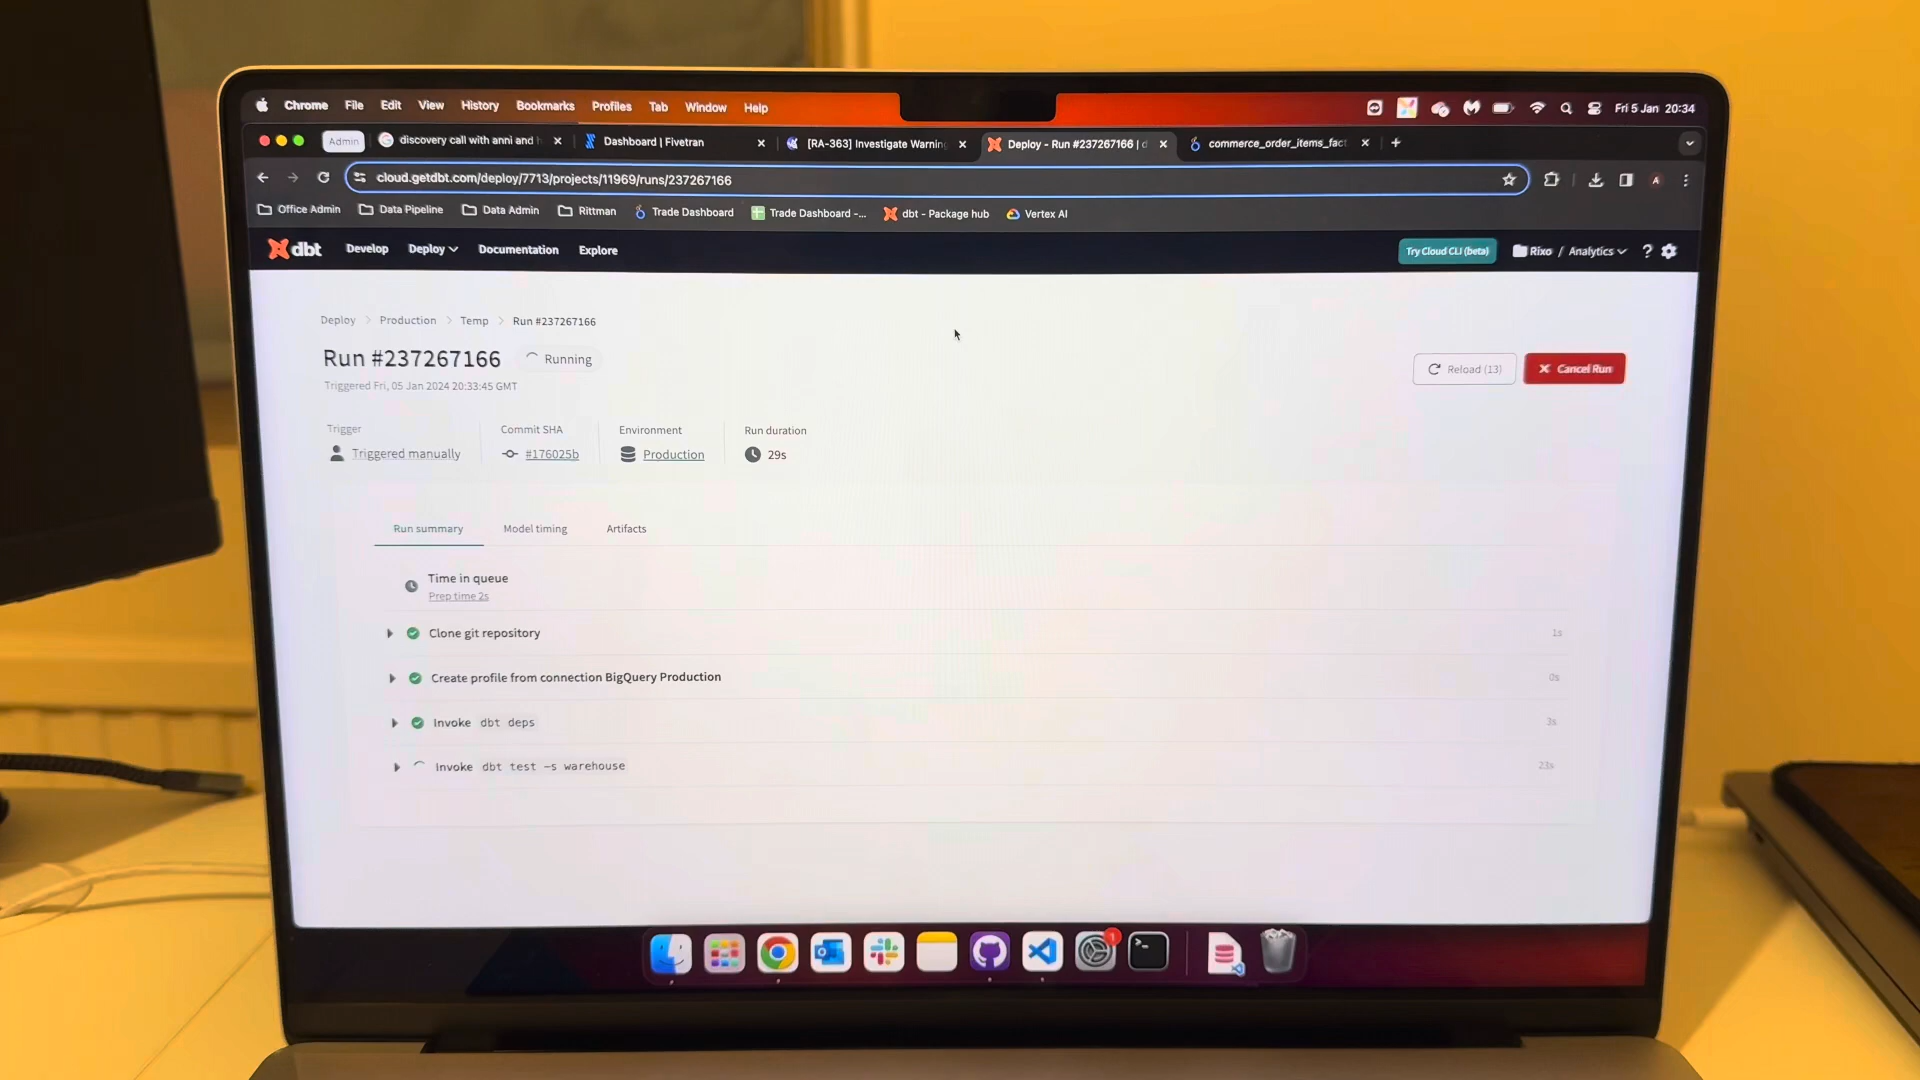 Chrome File Edit View History Bookmarks Profiles Tab Window Help Fri 5 Jan 20:34
Admin discovery call with anni and Dashboard | Fivetran [RA-363] Investigate Warning Deploy - Run #237267166 | d commerce_order_items_fact
cloud.getdbt.com/deploy/7713/projects/11969/runs/237267166
Office Admin Data Pipeline Data Admin Rittman Trade Dashboard Trade Dashboard -... dbt - Package hub Vertex AI
dbt Develop Deploy Documentation Explore Try Cloud CLI (beta) Rixo / Analytics ?
Deploy > Production > Temp > Run #237267166
Run #237267166 Running
Reload (13) Cancel Run
Triggered Fri, 05 Jan 2024 20:33:45 GMT
Trigger Commit SHA Environment Run duration
Triggered manually #176025b Production 29s
Run summary Model timing Artifacts
Time in queue
Prep time 2s
Clone git repository 1s
Create profile from connection BigQuery Production 0s
Invoke dbt deps 3s
Invoke dbt test -s warehouse 23s
1